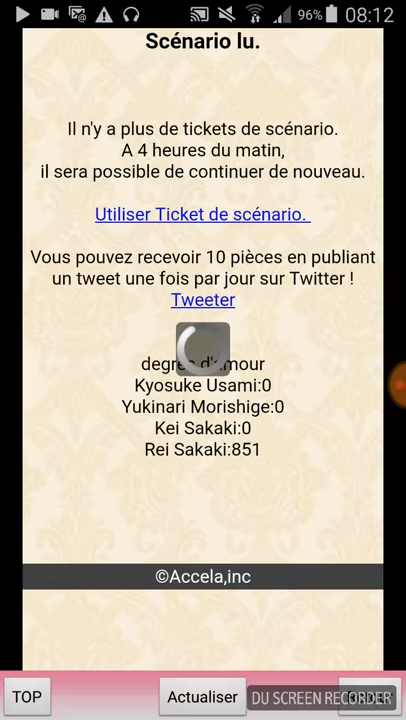 96% 08:12
Scénario lu.
Il n'y a plus de tickets de scénario.
A 4 heures du matin,
il sera possible de continuer de nouveau.
Utiliser Ticket de scénario.
Vous pouvez recevoir 10 pièces en publiant
un tweet une fois par jour sur Twitter !
Tweeter
degrés d'amour
Kyosuke Usami:0
Yukinari Morishige:0
Kei Sakaki:0
Rei Sakaki:851
©Accela,inc
TOP
Actualiser
DU SCREEN RECORDER